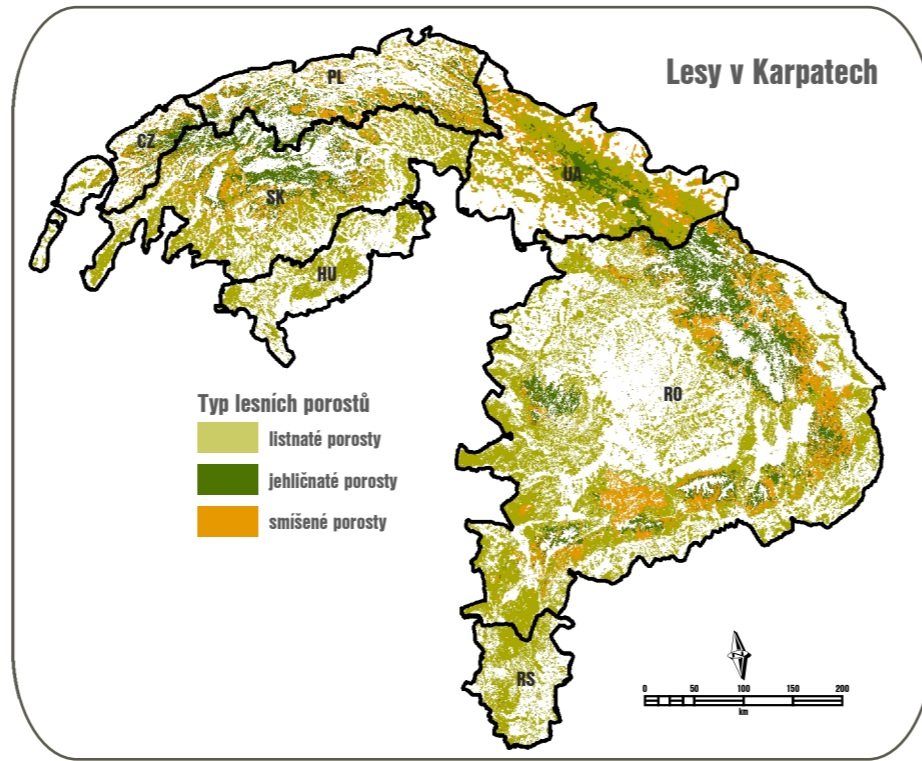 Lesy v Karpatech
PL
CZ
UA
SK
HU
RO
RS
Typ lesních porostů
listnaté porosty
jehličnaté porosty
smíšené porosty
N
0 50 100 150 200
km